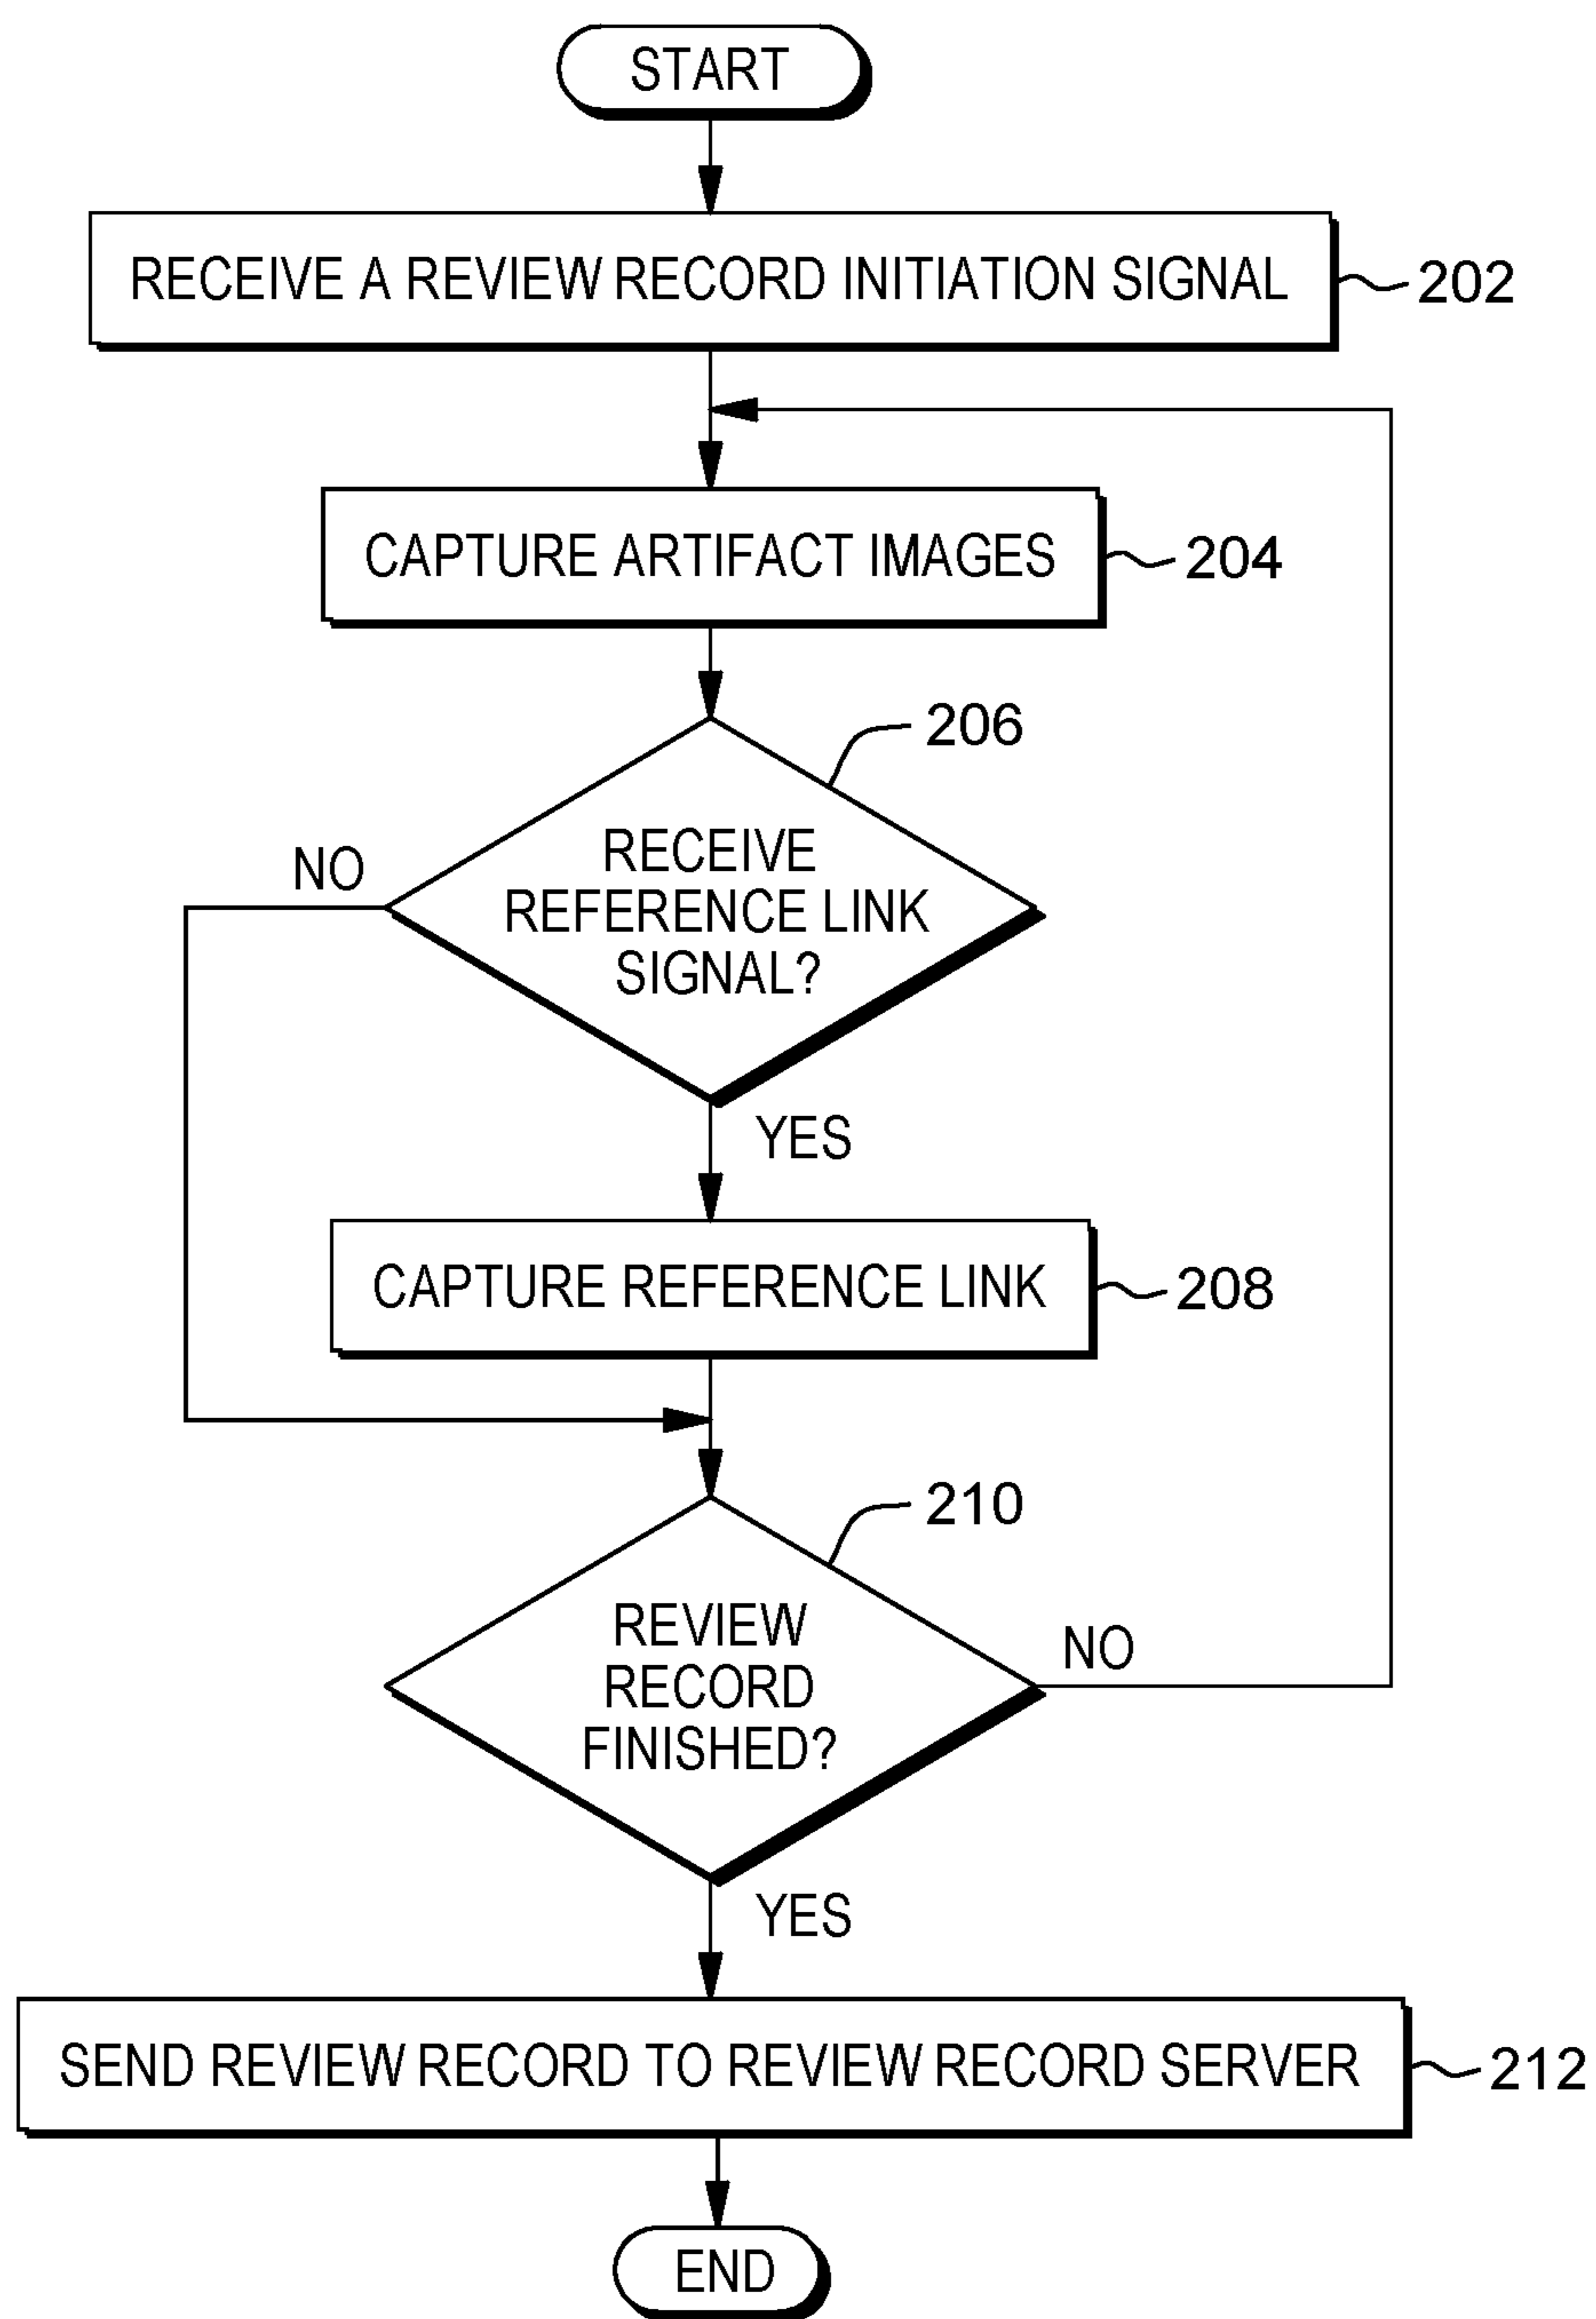 START
RECEIVE A REVIEW RECORD INITIATION SIGNAL
202
CAPTURE ARTIFACT IMAGES
204
206
RECEIVE
REFERENCE LINK
SIGNAL?
NO
YES
CAPTURE REFERENCE LINK
208
210
REVIEW
RECORD
FINISHED?
NO
YES
SEND REVIEW RECORD TO REVIEW RECORD SERVER
212
END